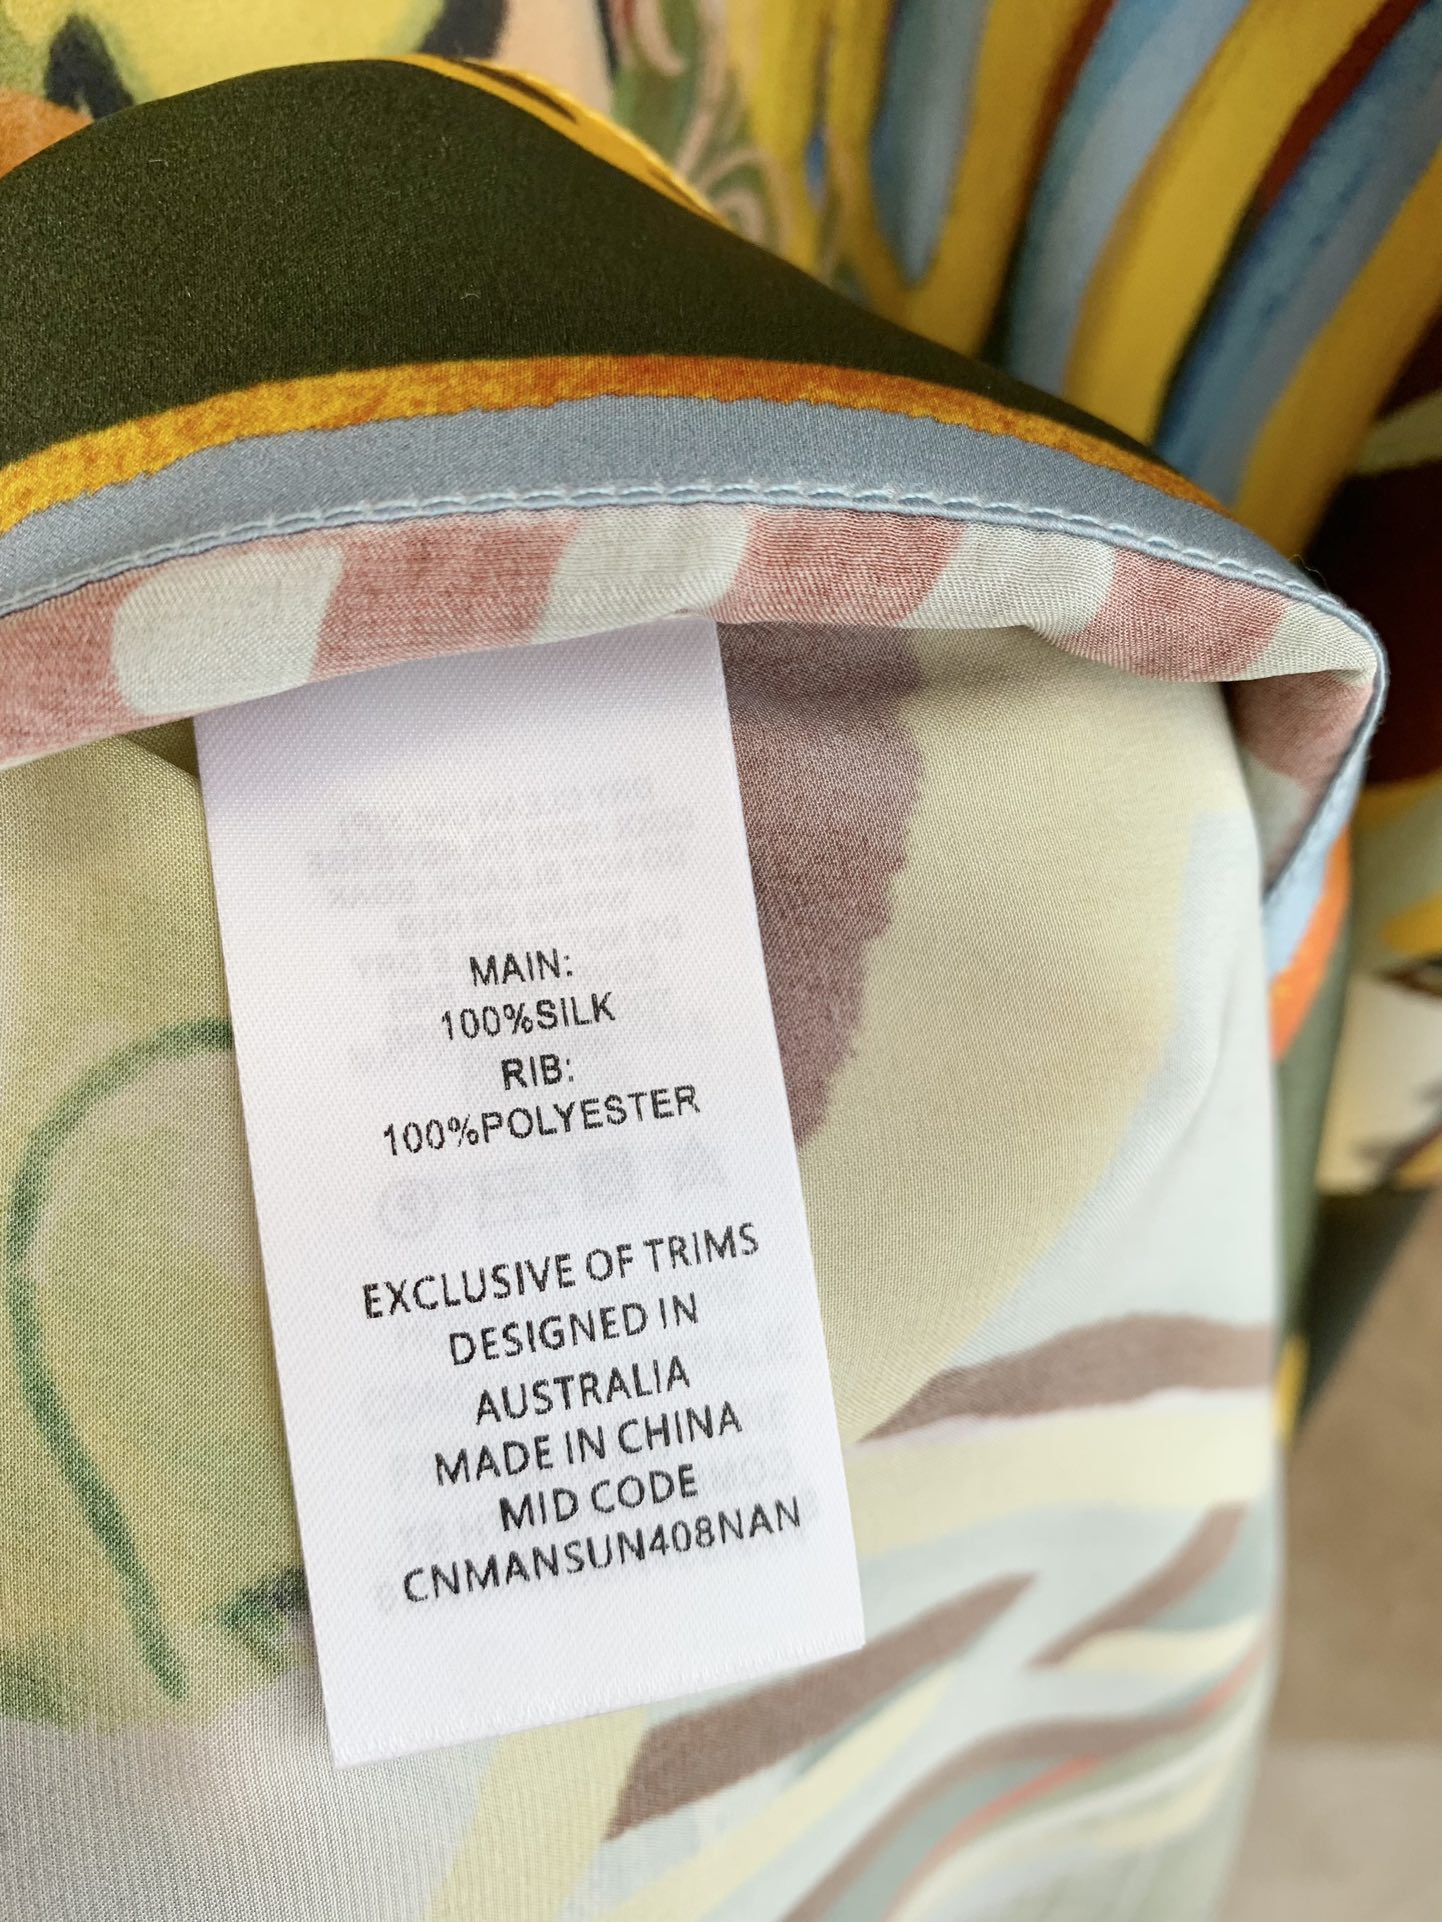 MAIN:
100%SILK
RIB:
100%POLYESTER
EXCLUSIVE OF TRIMS
DESIGNED IN
AUSTRALIA
MADE IN CHINA
MID CODE
CNMANSUN408NAN